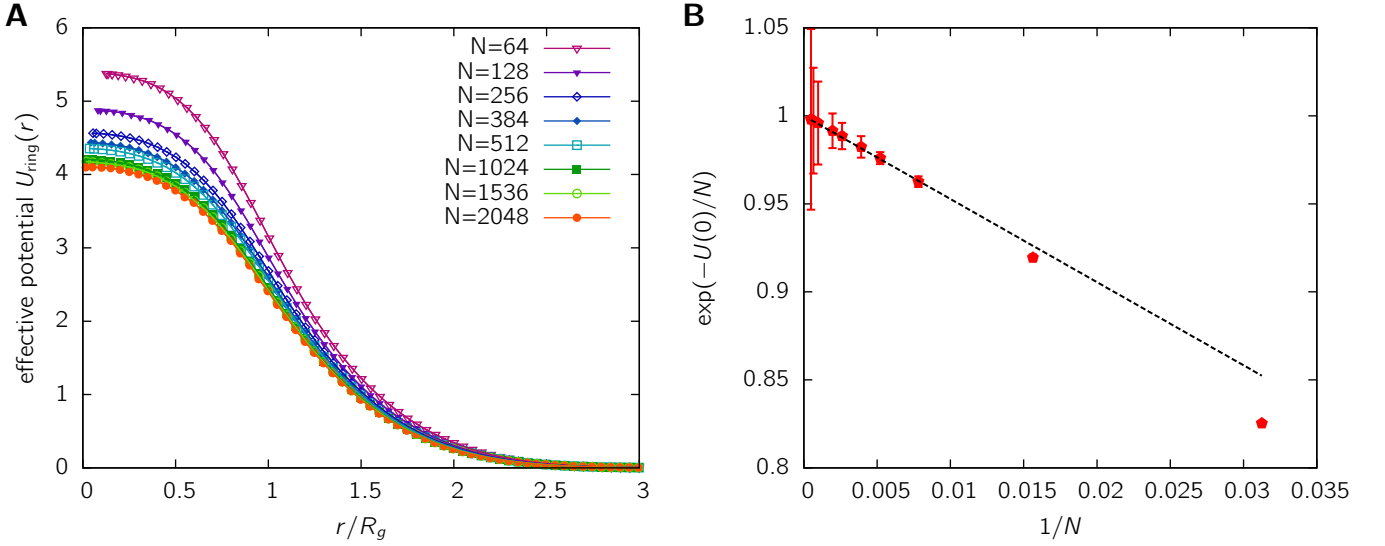 A
effective potential U_ring(r)
6
5
4
3
2
1
0
N=64
N=128
N=256
N=384
N=512
N=1024
N=1536
N=2048
0 0.5 1 1.5 2 2.5 3
r/R_g
B
exp(−U(0)/N)
1.05
1
0.95
0.9
0.85
0.8
0 0.005 0.01 0.015 0.02 0.025 0.03 0.035
1/N